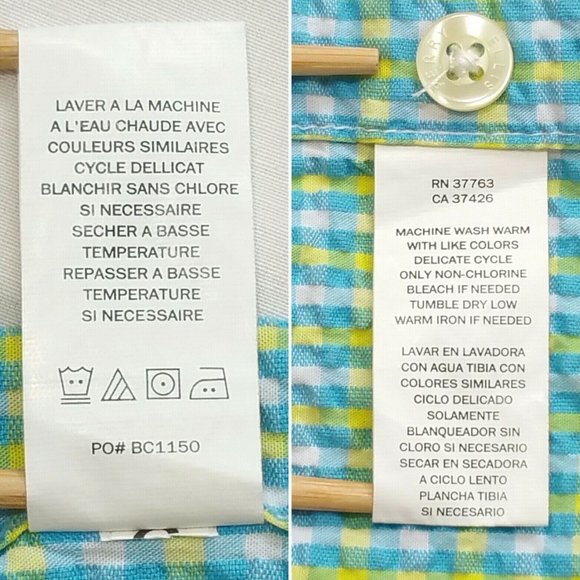 LAVER A LA MACHINE
A L'EAU CHAUDE AVEC
COULEURS SIMILAIRES
CYCLE DELLICAT
BLANCHIR SANS CHLORE
SI NECESSAIRE
SECHER A BASSE
TEMPERATURE
REPASSER A BASSE
TEMPERATURE
SI NECESSAIRE
PO# BC1150
PERRY ELLIS
RN 37763
CA 37426
MACHINE WASH WARM
WITH LIKE COLORS
DELICATE CYCLE
ONLY NON-CHLORINE
BLEACH IF NEEDED
TUMBLE DRY LOW
WARM IRON IF NEEDED
LAVAR EN LAVADORA
CON AGUA TIBIA CON
COLORES SIMILARES
CICLO DELICADO
SOLAMENTE
BLANQUEADOR SIN
CLORO SI NECESARIO
SECAR EN SECADORA
A CICLO LENTO
PLANCHA TIBIA
SI NECESARIO